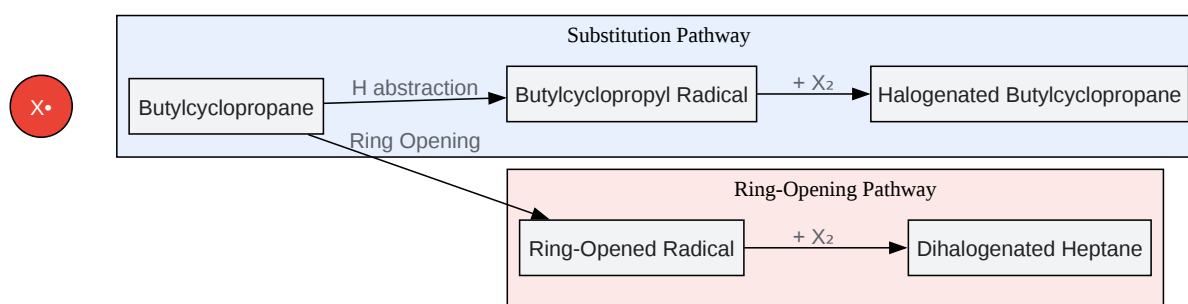 Substitution Pathway
X•
Butylcyclopropane
H abstraction
Butylcyclopropyl Radical
+ X₂
Halogenated Butylcyclopropane
Ring Opening
Ring-Opening Pathway
Ring-Opened Radical
+ X₂
Dihalogenated Heptane